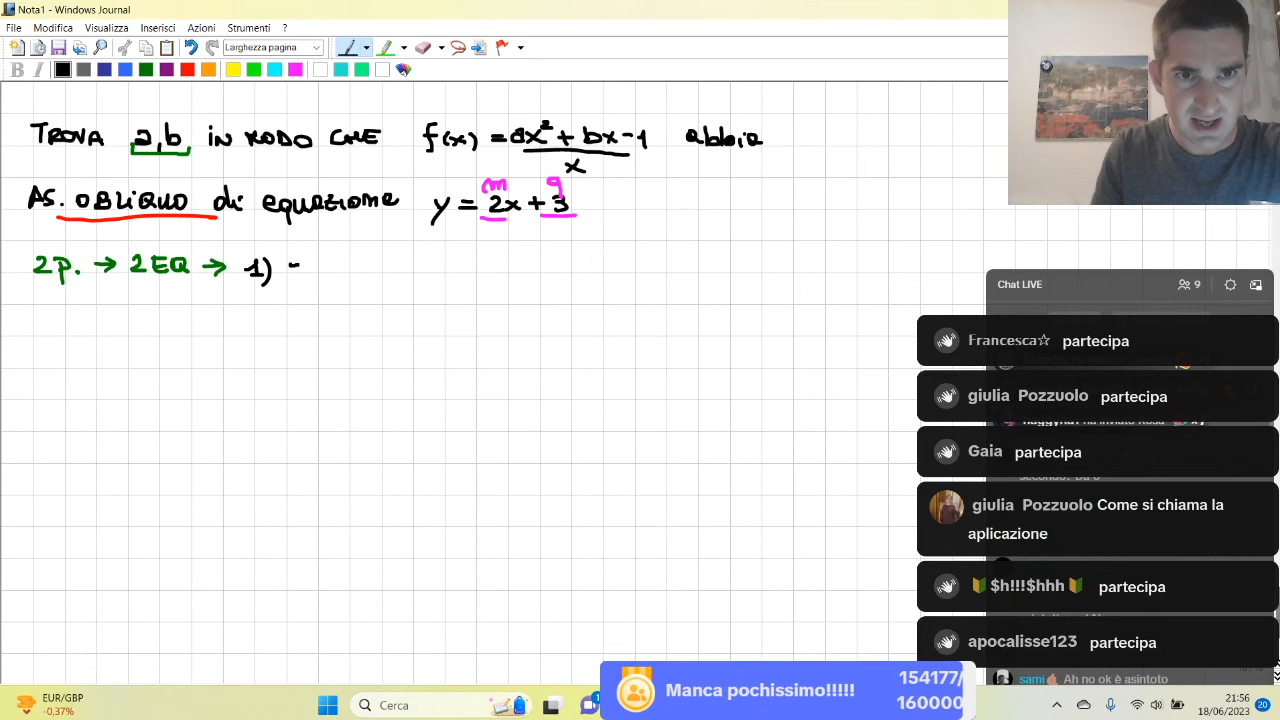 Nota1 - Windows Journal
File Modifica Visualizza Inserisci Azioni Strumenti ?
Larghezza pagina
TROVA a,b IN MODO CHE f(x) = ax² + bx - 1 / x abbia
AS. OBLIQUO di equazione y = 2x + 3
m q
2P. → 2EQ → 1) -
Chat LIVE 9
Francesca☆ partecipa
giulia Pozzuolo partecipa
Gaia partecipa
secondo?
giulia Pozzuolo Come si chiama la
aplicazione
🔰$h!!!$hhh🔰 partecipa
apocalisse123 partecipa
sami Ah no ok è asintoto
Manca pochissimo!!!!! 154177/
160000
EUR/GBP
-0,37%
Cerca
1
21:56
18/06/2023
20